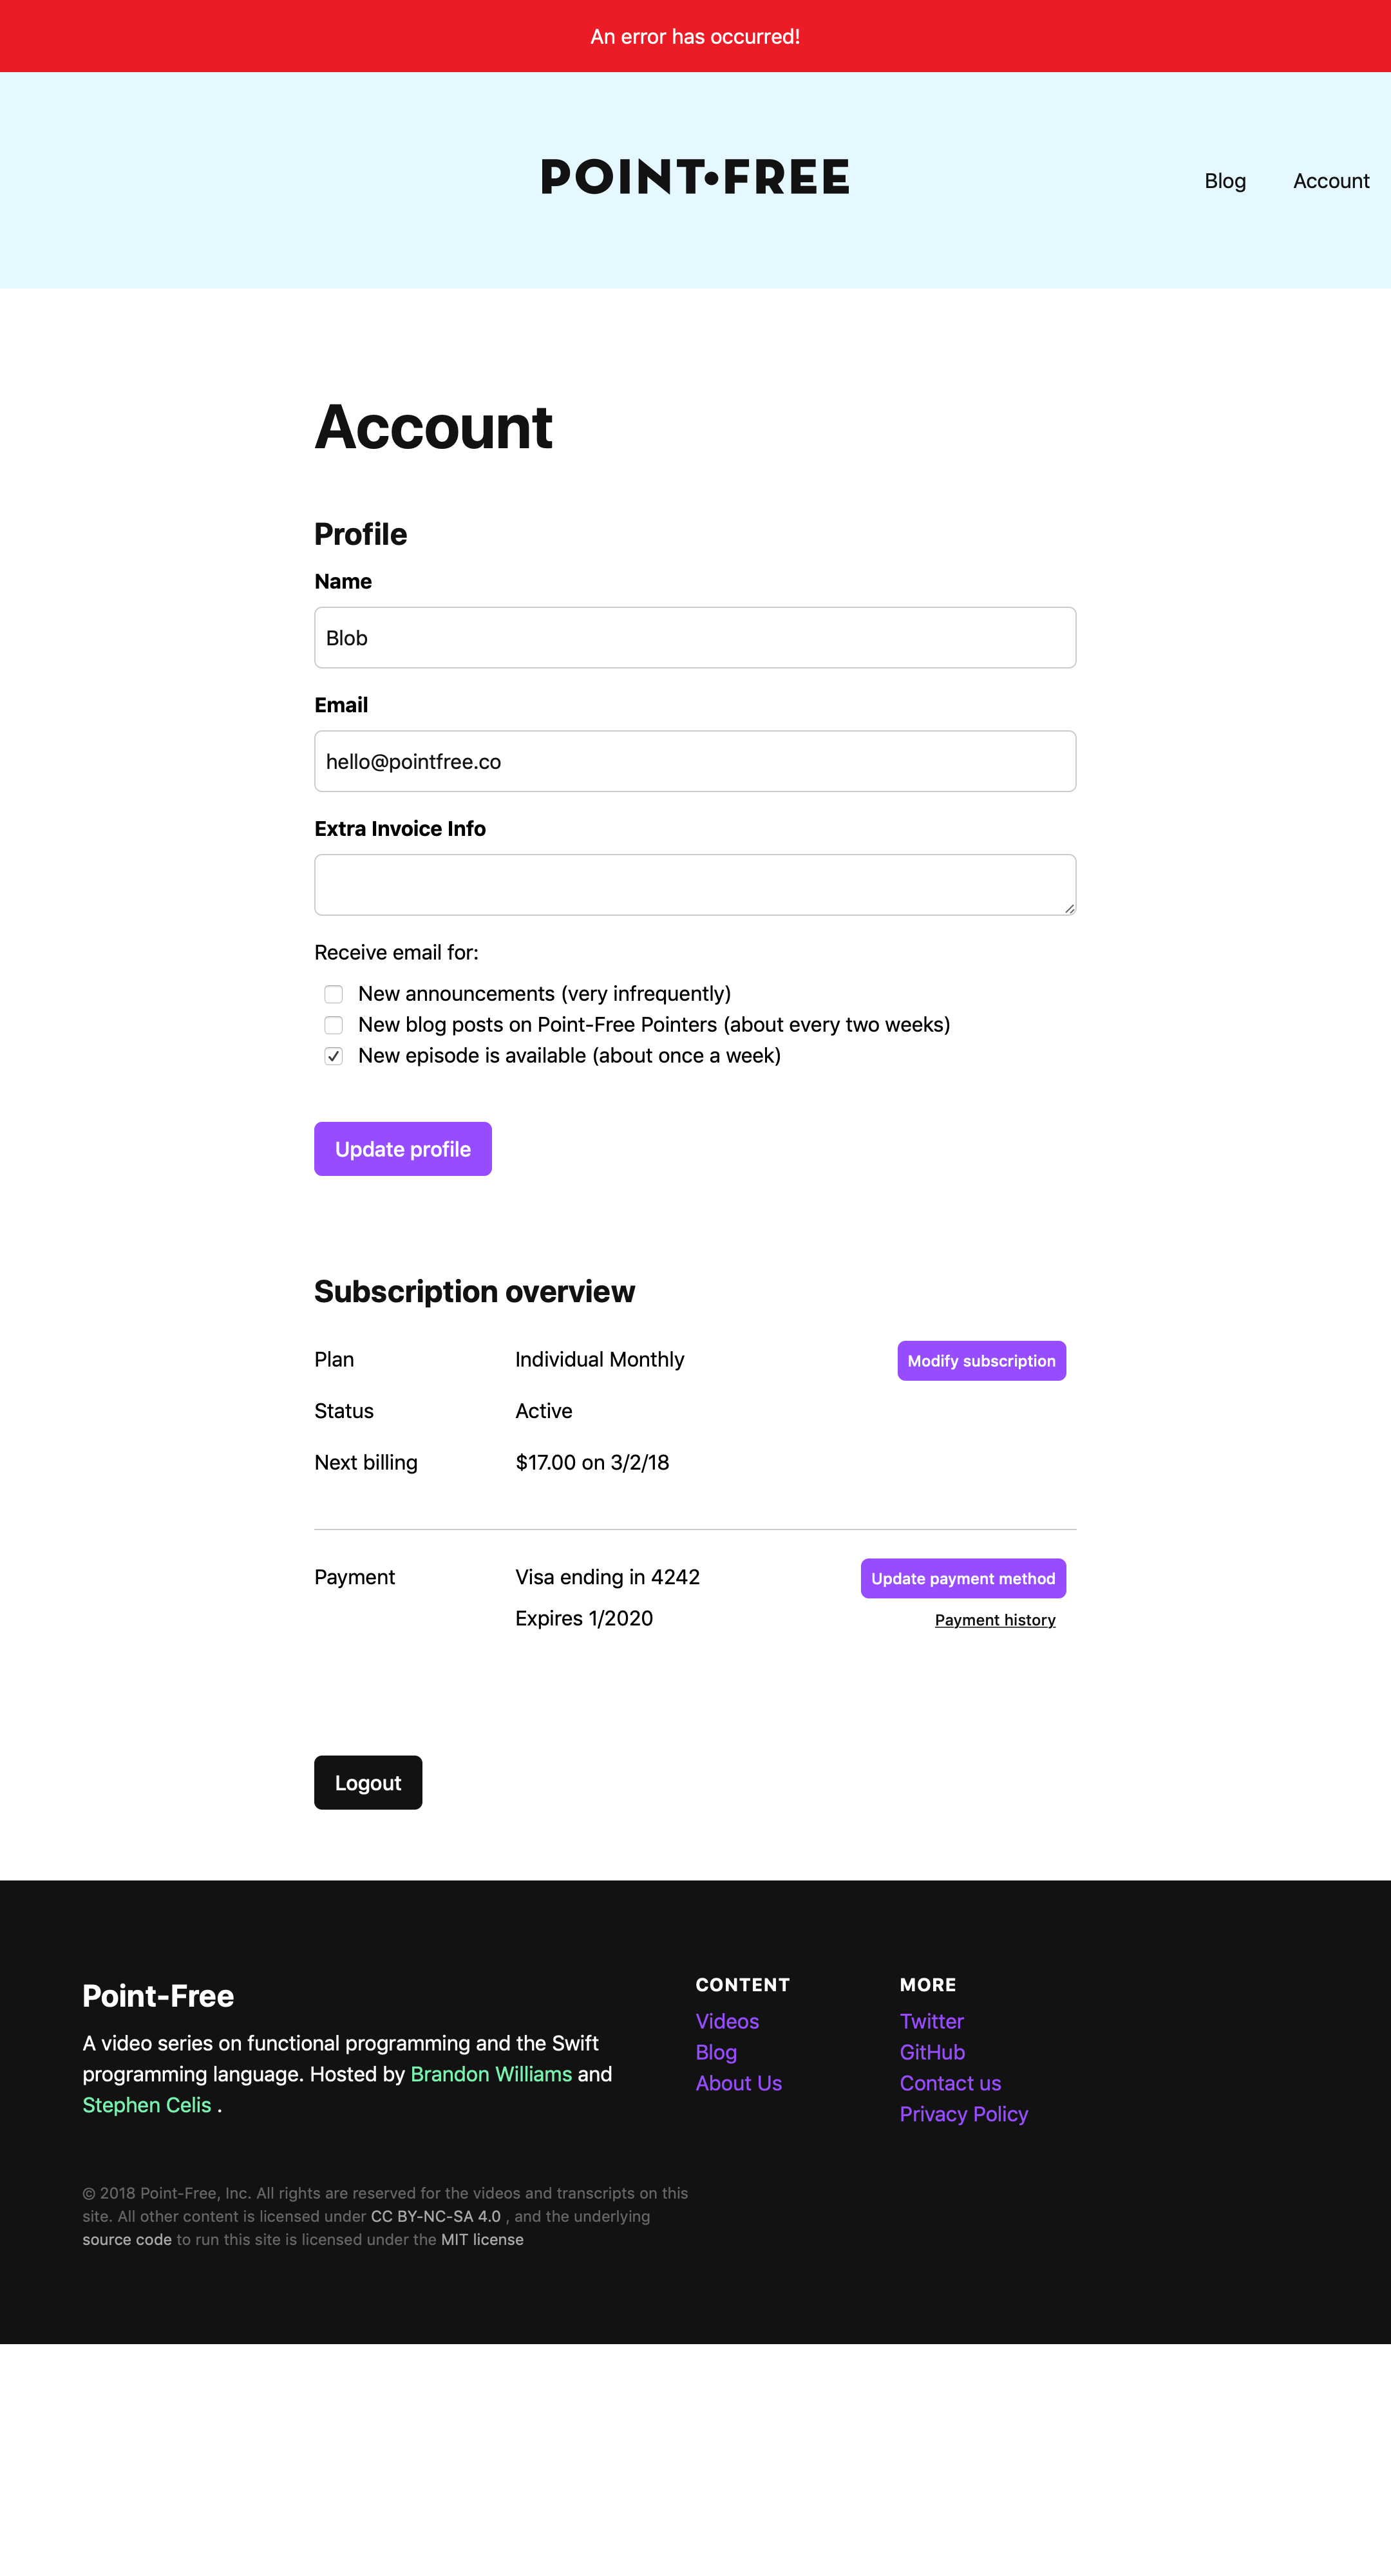 An error has occurred!
POINT•FREE
Blog
Account
Account
Profile
Name
Blob
Email
hello@pointfree.co
Extra Invoice Info
Receive email for:
New announcements (very infrequently)
New blog posts on Point-Free Pointers (about every two weeks)
New episode is available (about once a week)
Update profile
Subscription overview
Plan
Individual Monthly
Modify subscription
Status
Active
Next billing
$17.00 on 3/2/18
Payment
Visa ending in 4242
Update payment method
Expires 1/2020
Payment history
Logout
Point-Free
A video series on functional programming and the Swift
programming language. Hosted by Brandon Williams and
Stephen Celis .
CONTENT
Videos
Blog
About Us
MORE
Twitter
GitHub
Contact us
Privacy Policy
© 2018 Point-Free, Inc. All rights are reserved for the videos and transcripts on this
site. All other content is licensed under CC BY-NC-SA 4.0 , and the underlying
source code to run this site is licensed under the MIT license